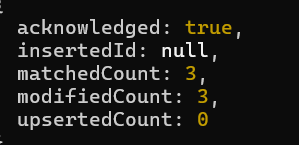 acknowledged: true,
insertedId: null,
matchedCount: 3,
modifiedCount: 3,
upsertedCount: 0